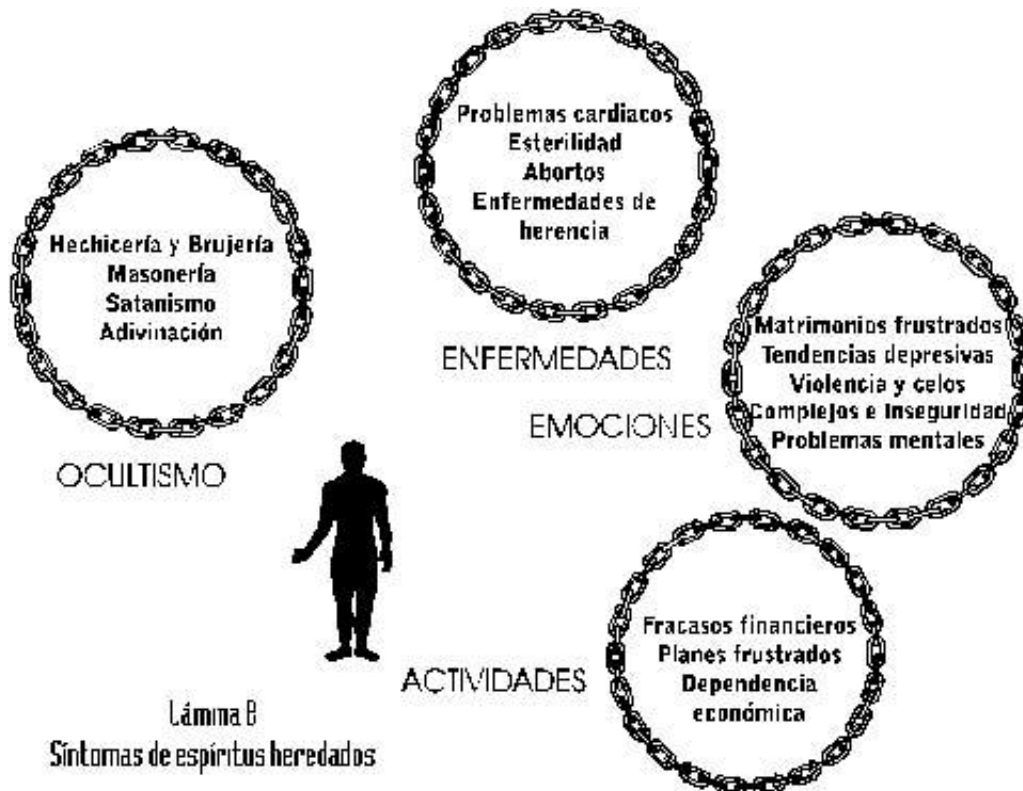 Problemas cardiacos
Esterilidad
Abortos
Enfermedades de
herencia
ENFERMEDADES
Hechicería y Brujería
Masonería
Satanismo
Adivinación
OCULTISMO
Matrimonios frustrados
Tendencias depresivas
Violencia y celos
Complejos e inseguridad
Problemas mentales
EMOCIONES
Fracasos financieros
Planes frustrados
Dependencia
económica
ACTIVIDADES
Lámina B
Síntomas de espíritus heredados